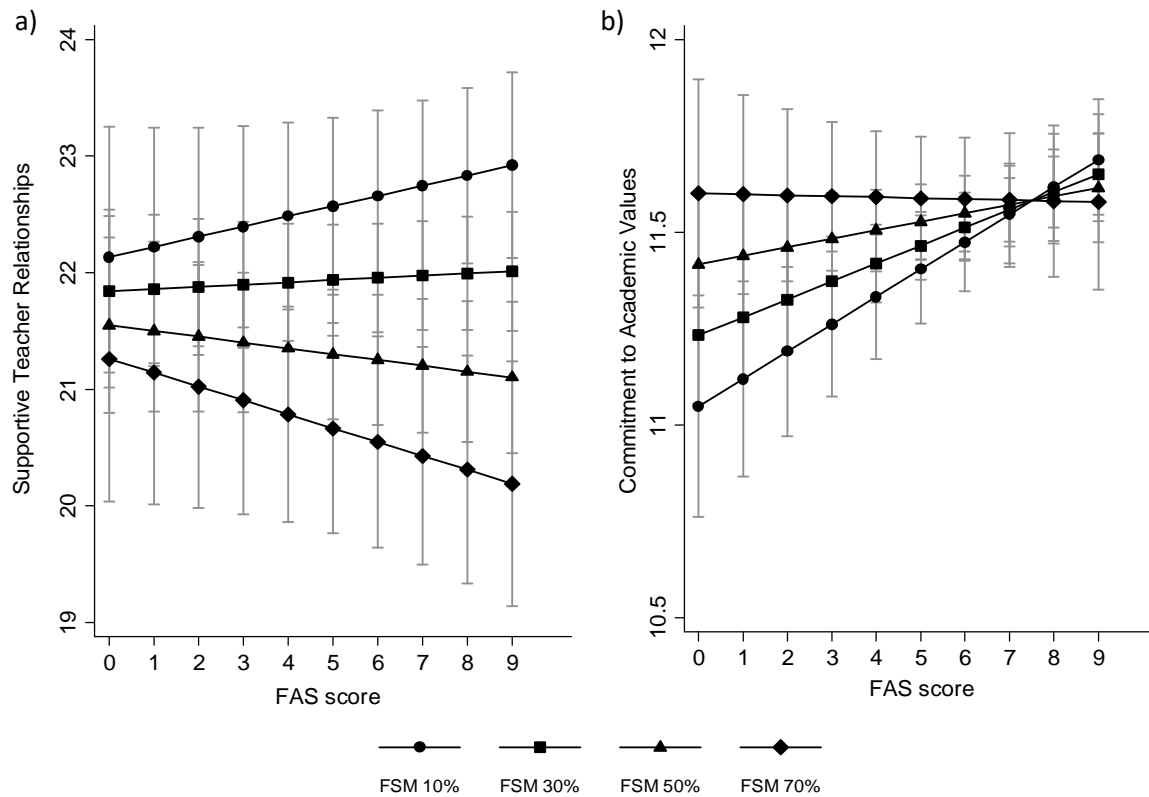 a)
Supportive Teacher Relationships
24
23
22
21
20
19
0 1 2 3 4 5 6 7 8 9
FAS score
b)
Commitment to Academic Values
12
11.5
11
10.5
0 1 2 3 4 5 6 7 8 9
FAS score
FSM 10% FSM 30% FSM 50% FSM 70%